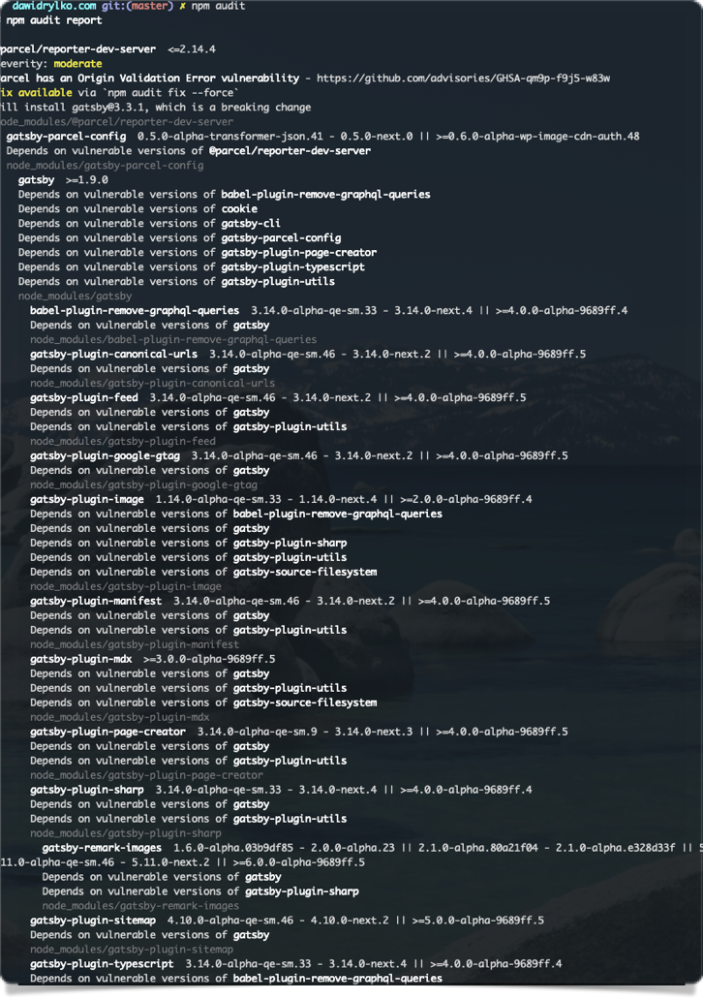 dawidrylko.com git:(master) ✗ npm audit
npm audit report
parcel/reporter-dev-server <=2.14.4
everity: moderate
arcel has an Origin Validation Error vulnerability - https://github.com/advisories/GHSA-qm9p-f9j5-w83w
ix available via `npm audit fix --force`
ill install gatsby@3.3.1, which is a breaking change
ode_modules/@parcel/reporter-dev-server
gatsby-parcel-config 0.5.0-alpha-transformer-json.41 - 0.5.0-next.0 || >=0.6.0-alpha-wp-image-cdn-auth.48
Depends on vulnerable versions of @parcel/reporter-dev-server
node_modules/gatsby-parcel-config
gatsby >=1.9.0
Depends on vulnerable versions of babel-plugin-remove-graphql-queries
Depends on vulnerable versions of cookie
Depends on vulnerable versions of gatsby-cli
Depends on vulnerable versions of gatsby-parcel-config
Depends on vulnerable versions of gatsby-plugin-page-creator
Depends on vulnerable versions of gatsby-plugin-typescript
Depends on vulnerable versions of gatsby-plugin-utils
node_modules/gatsby
babel-plugin-remove-graphql-queries 3.14.0-alpha-qe-sm.33 - 3.14.0-next.4 || >=4.0.0-alpha-9689ff.4
Depends on vulnerable versions of gatsby
node_modules/babel-plugin-remove-graphql-queries
gatsby-plugin-canonical-urls 3.14.0-alpha-qe-sm.46 - 3.14.0-next.2 || >=4.0.0-alpha-9689ff.5
Depends on vulnerable versions of gatsby
node_modules/gatsby-plugin-canonical-urls
gatsby-plugin-feed 3.14.0-alpha-qe-sm.46 - 3.14.0-next.2 || >=4.0.0-alpha-9689ff.5
Depends on vulnerable versions of gatsby
Depends on vulnerable versions of gatsby-plugin-utils
node_modules/gatsby-plugin-feed
gatsby-plugin-google-gtag 3.14.0-alpha-qe-sm.46 - 3.14.0-next.2 || >=4.0.0-alpha-9689ff.5
Depends on vulnerable versions of gatsby
node_modules/gatsby-plugin-google-gtag
gatsby-plugin-image 1.14.0-alpha-qe-sm.33 - 1.14.0-next.4 || >=2.0.0-alpha-9689ff.4
Depends on vulnerable versions of babel-plugin-remove-graphql-queries
Depends on vulnerable versions of gatsby
Depends on vulnerable versions of gatsby-plugin-sharp
Depends on vulnerable versions of gatsby-plugin-utils
Depends on vulnerable versions of gatsby-source-filesystem
node_modules/gatsby-plugin-image
gatsby-plugin-manifest 3.14.0-alpha-qe-sm.46 - 3.14.0-next.2 || >=4.0.0-alpha-9689ff.5
Depends on vulnerable versions of gatsby
Depends on vulnerable versions of gatsby-plugin-utils
node_modules/gatsby-plugin-manifest
gatsby-plugin-mdx >=3.0.0-alpha-9689ff.5
Depends on vulnerable versions of gatsby
Depends on vulnerable versions of gatsby-plugin-utils
Depends on vulnerable versions of gatsby-source-filesystem
node_modules/gatsby-plugin-mdx
gatsby-plugin-page-creator 3.14.0-alpha-qe-sm.9 - 3.14.0-next.3 || >=4.0.0-alpha-9689ff.5
Depends on vulnerable versions of gatsby
Depends on vulnerable versions of gatsby-plugin-utils
node_modules/gatsby-plugin-page-creator
gatsby-plugin-sharp 3.14.0-alpha-qe-sm.33 - 3.14.0-next.4 || >=4.0.0-alpha-9689ff.4
Depends on vulnerable versions of gatsby
Depends on vulnerable versions of gatsby-plugin-utils
node_modules/gatsby-plugin-sharp
gatsby-remark-images 1.6.0-alpha.03b9df85 - 2.0.0-alpha.23 || 2.1.0-alpha.80a21f04 - 2.1.0-alpha.e328d33f || 5
11.0-alpha-qe-sm.46 - 5.11.0-next.2 || >=6.0.0-alpha-9689ff.5
Depends on vulnerable versions of gatsby
Depends on vulnerable versions of gatsby-plugin-sharp
node_modules/gatsby-remark-images
gatsby-plugin-sitemap 4.10.0-alpha-qe-sm.46 - 4.10.0-next.2 || >=5.0.0-alpha-9689ff.5
Depends on vulnerable versions of gatsby
node_modules/gatsby-plugin-sitemap
gatsby-plugin-typescript 3.14.0-alpha-qe-sm.33 - 3.14.0-next.4 || >=4.0.0-alpha-9689ff.4
Depends on vulnerable versions of babel-plugin-remove-graphql-queries